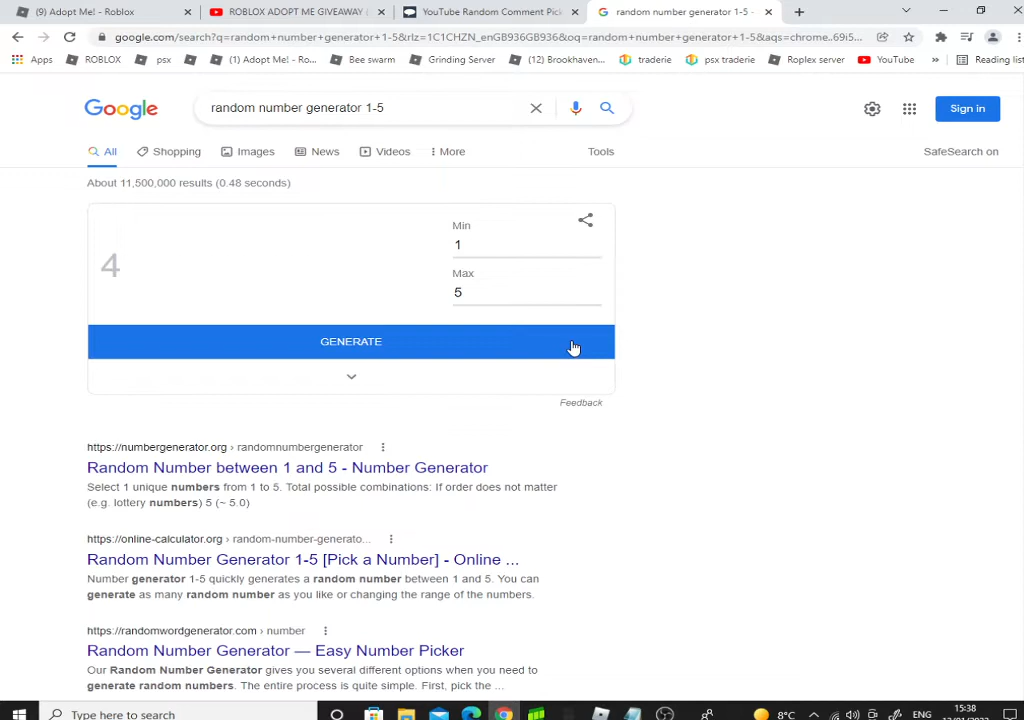 (9) Adopt Me! - Roblox
ROBLOX ADOPT ME GIVEAWAY (
YouTube Random Comment Pick
random number generator 1-5 -
google.com/search?q=random+number+generator+1-5&rlz=1C1CHZN_enGB936GB936&oq=random+number+generator+1-5&aqs=chrome..69i5...
Apps
ROBLOX
psx
(1) Adopt Me! - Ro...
Bee swarm
Grinding Server
(12) Brookhaven...
traderie
psx traderie
Roplex server
YouTube
»
Reading list
Google
random number generator 1-5
Sign in
All
Shopping
Images
News
Videos
More
Tools
SafeSearch on
About 11,500,000 results (0.48 seconds)
Min
1
4
Max
5
GENERATE
Feedback
https://numbergenerator.org › randomnumbergenerator
Random Number between 1 and 5 - Number Generator
Select 1 unique numbers from 1 to 5. Total possible combinations: If order does not matter
(e.g. lottery numbers) 5 (~ 5.0)
https://online-calculator.org › random-number-generato...
Random Number Generator 1-5 [Pick a Number] - Online ...
Number generator 1-5 quickly generates a random number between 1 and 5. You can
generate as many random number as you like or changing the range of the numbers.
https://randomwordgenerator.com › number
Random Number Generator — Easy Number Picker
Our Random Number Generator gives you several different options when you need to
generate random numbers. The entire process is quite simple. First, pick the ...
Type here to search
8°C
ENG
15:38